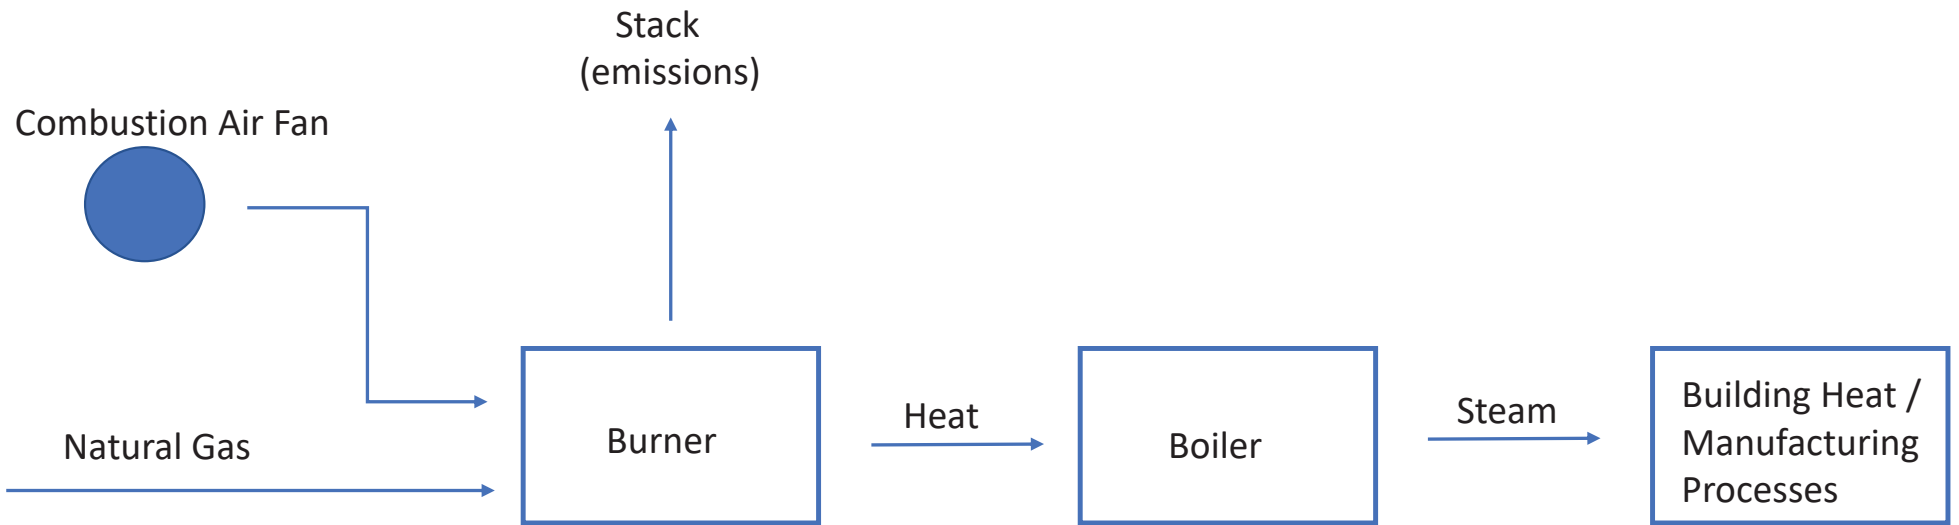 Stack
(emissions)
Combustion Air Fan
Natural Gas
Burner
Heat
Boiler
Steam
Building Heat /
Manufacturing
Processes